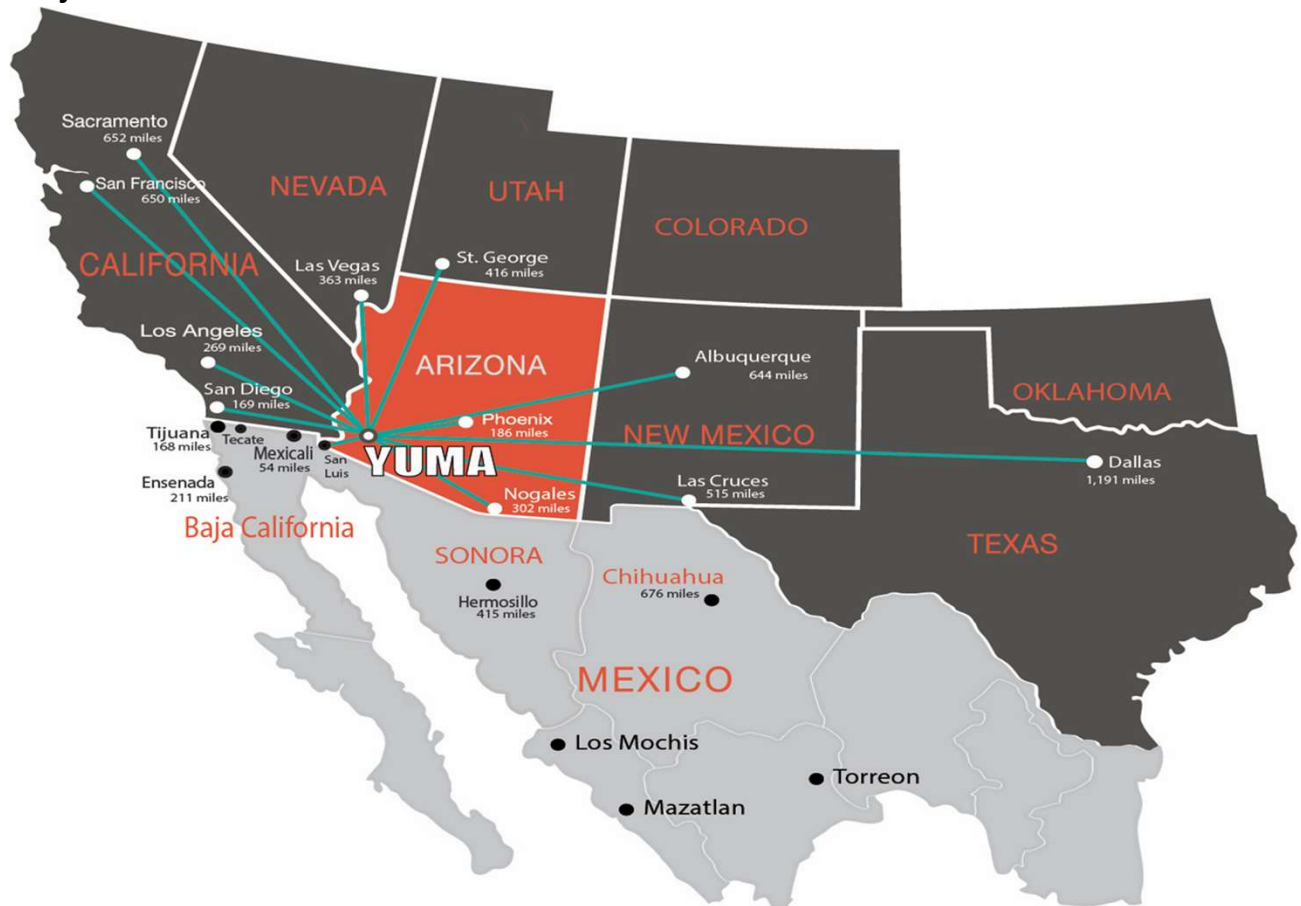 Sacramento
652 miles
San Francisco
650 miles
NEVADA
UTAH
COLORADO
CALIFORNIA
Las Vegas
363 miles
St. George
416 miles
Los Angeles
269 miles
ARIZONA
Albuquerque
644 miles
OKLAHOMA
San Diego
169 miles
Phoenix
186 miles
NEW MEXICO
Tijuana
168 miles
Tecate
Mexicali
54 miles
San
Luis
YUMA
Dallas
1,191 miles
Ensenada
211 miles
Nogales
302 miles
Las Cruces
515 miles
Baja California
SONORA
TEXAS
Hermosillo
415 miles
Chihuahua
676 miles
MEXICO
Los Mochis
Torreon
Mazatlan